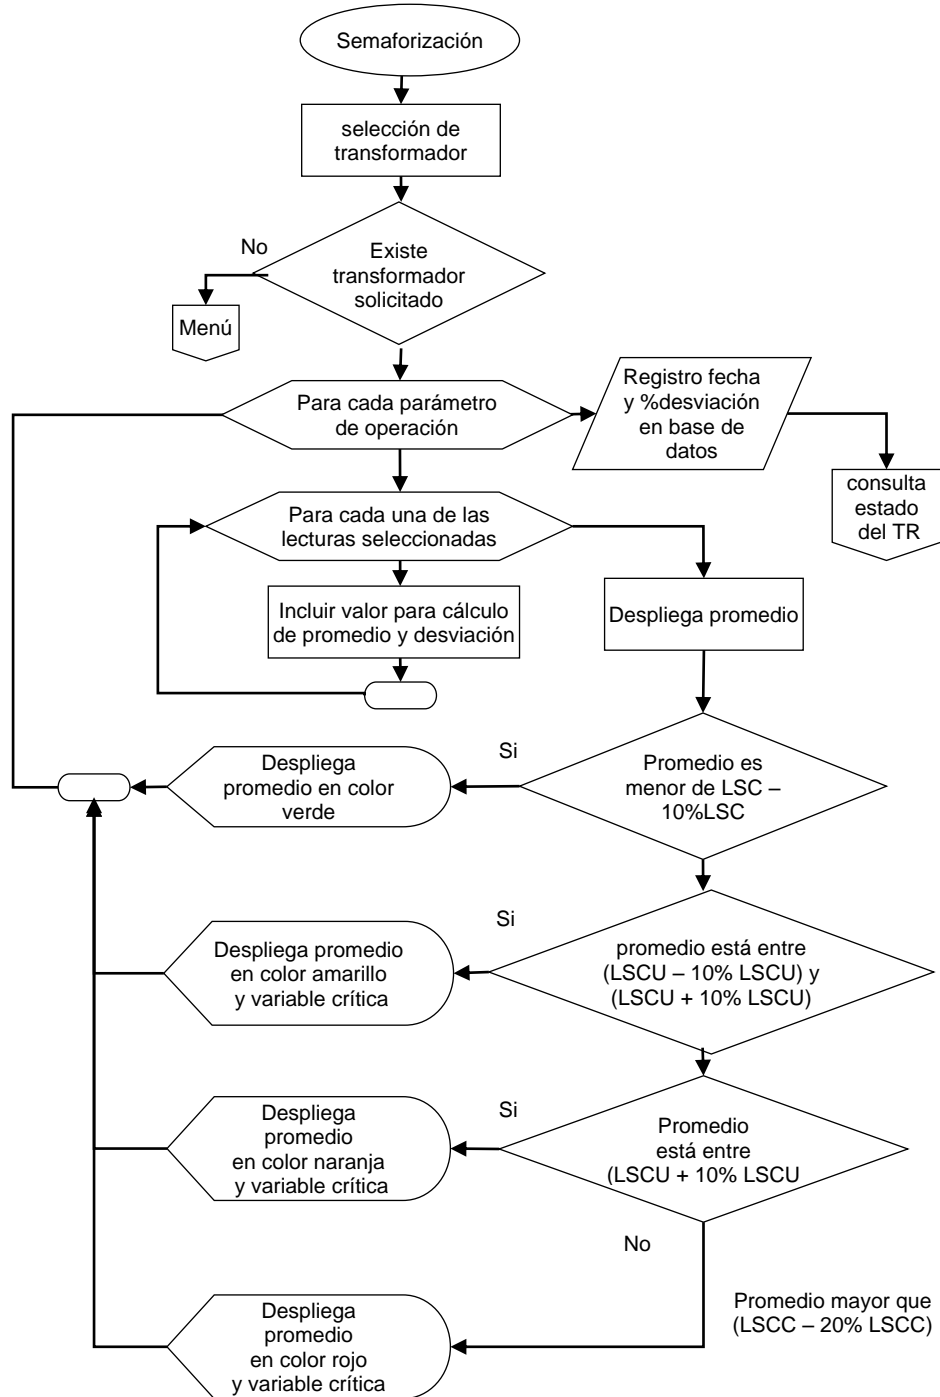 Semaforización
selección de
transformador
No
Existe
transformador
solicitado
Menú
Para cada parámetro
de operación
Registro fecha
y %desviación
en base de
datos
consulta
estado
del TR
Para cada una de las
lecturas seleccionadas
Incluir valor para cálculo
de promedio y desviación
Despliega promedio
Si
Promedio es
menor de LSC –
10%LSC
Despliega
promedio en color
verde
Si
promedio está entre
(LSCU – 10% LSCU) y
(LSCU + 10% LSCU)
Despliega promedio
en color amarillo
y variable crítica
Si
Promedio
está entre
(LSCU + 10% LSCU
Despliega
promedio
en color naranja
y variable crítica
No
Promedio mayor que
(LSCC – 20% LSCC)
Despliega
promedio
en color rojo
y variable crítica